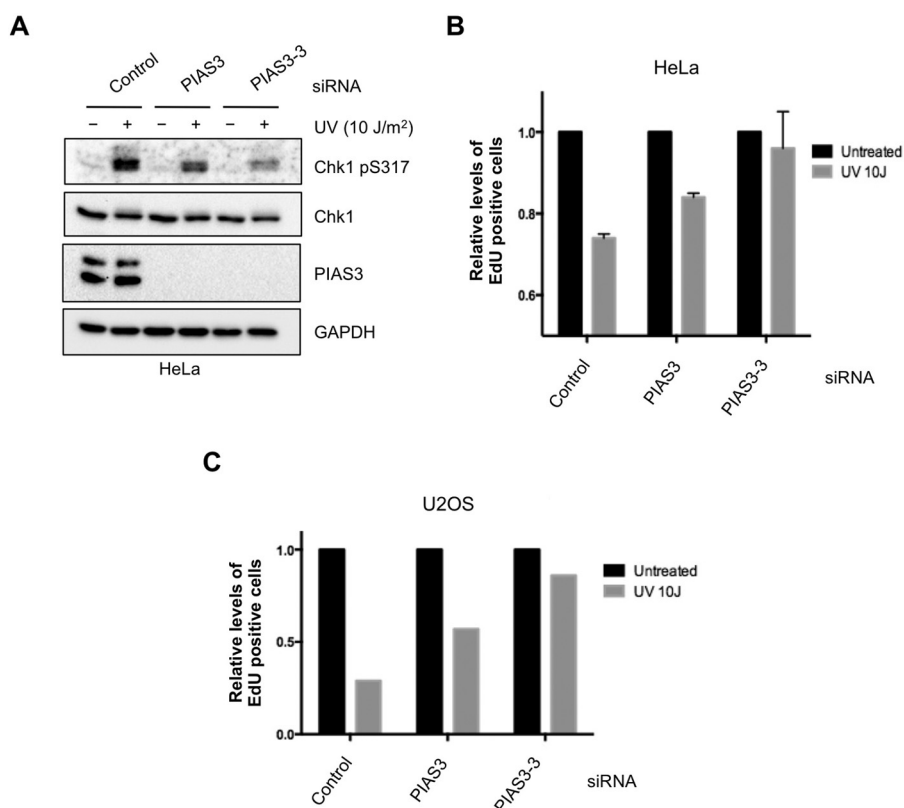 A
Control
PIAS3
PIAS3-3
siRNA
– + – + – + UV (10 J/m²)
Chk1 pS317
Chk1
PIAS3
GAPDH
HeLa
B
HeLa
Relative levels of
EdU positive cells
1.0
0.8
0.6
Untreated
UV 10J
Control
PIAS3
PIAS3-3
siRNA
C
U2OS
Relative levels of
EdU positive cells
1.0
0.5
0.0
Untreated
UV 10J
Control
PIAS3
PIAS3-3
siRNA